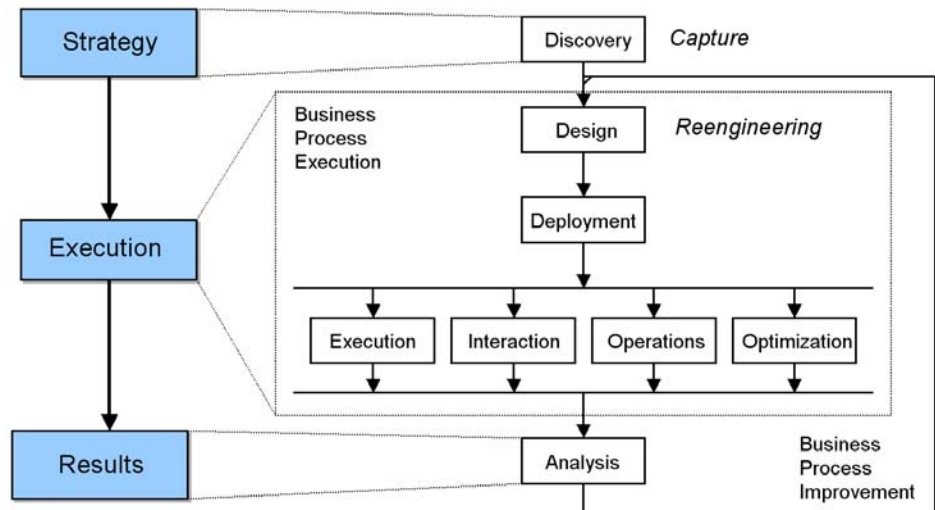 Strategy
Discovery
Capture
Business
Process
Execution
Design
Reengineering
Deployment
Execution
Execution
Interaction
Operations
Optimization
Results
Analysis
Business
Process
Improvement